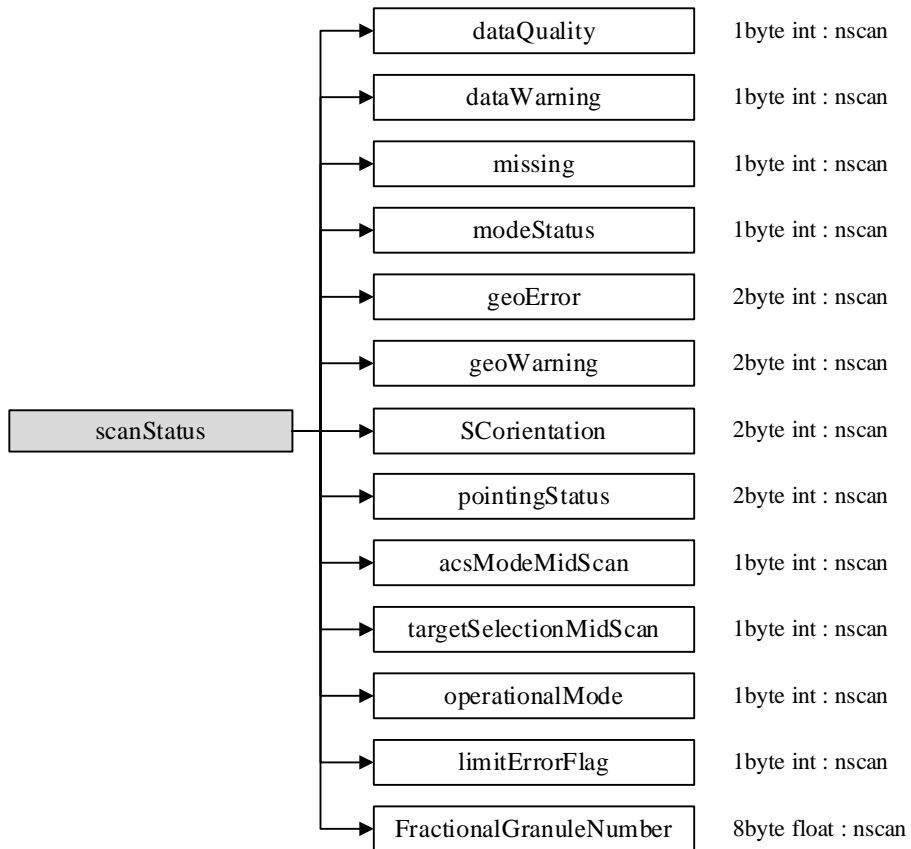 dataQuality 1byte int : nscan
dataWarning 1byte int : nscan
missing 1byte int : nscan
modeStatus 1byte int : nscan
geoError 2byte int : nscan
geoWarning 2byte int : nscan
scanStatus SCorientation 2byte int : nscan
pointingStatus 2byte int : nscan
acsModeMidScan 1byte int : nscan
targetSelectionMidScan 1byte int : nscan
operationalMode 1byte int : nscan
limitErrorFlag 1byte int : nscan
FractionalGranuleNumber 8byte float : nscan